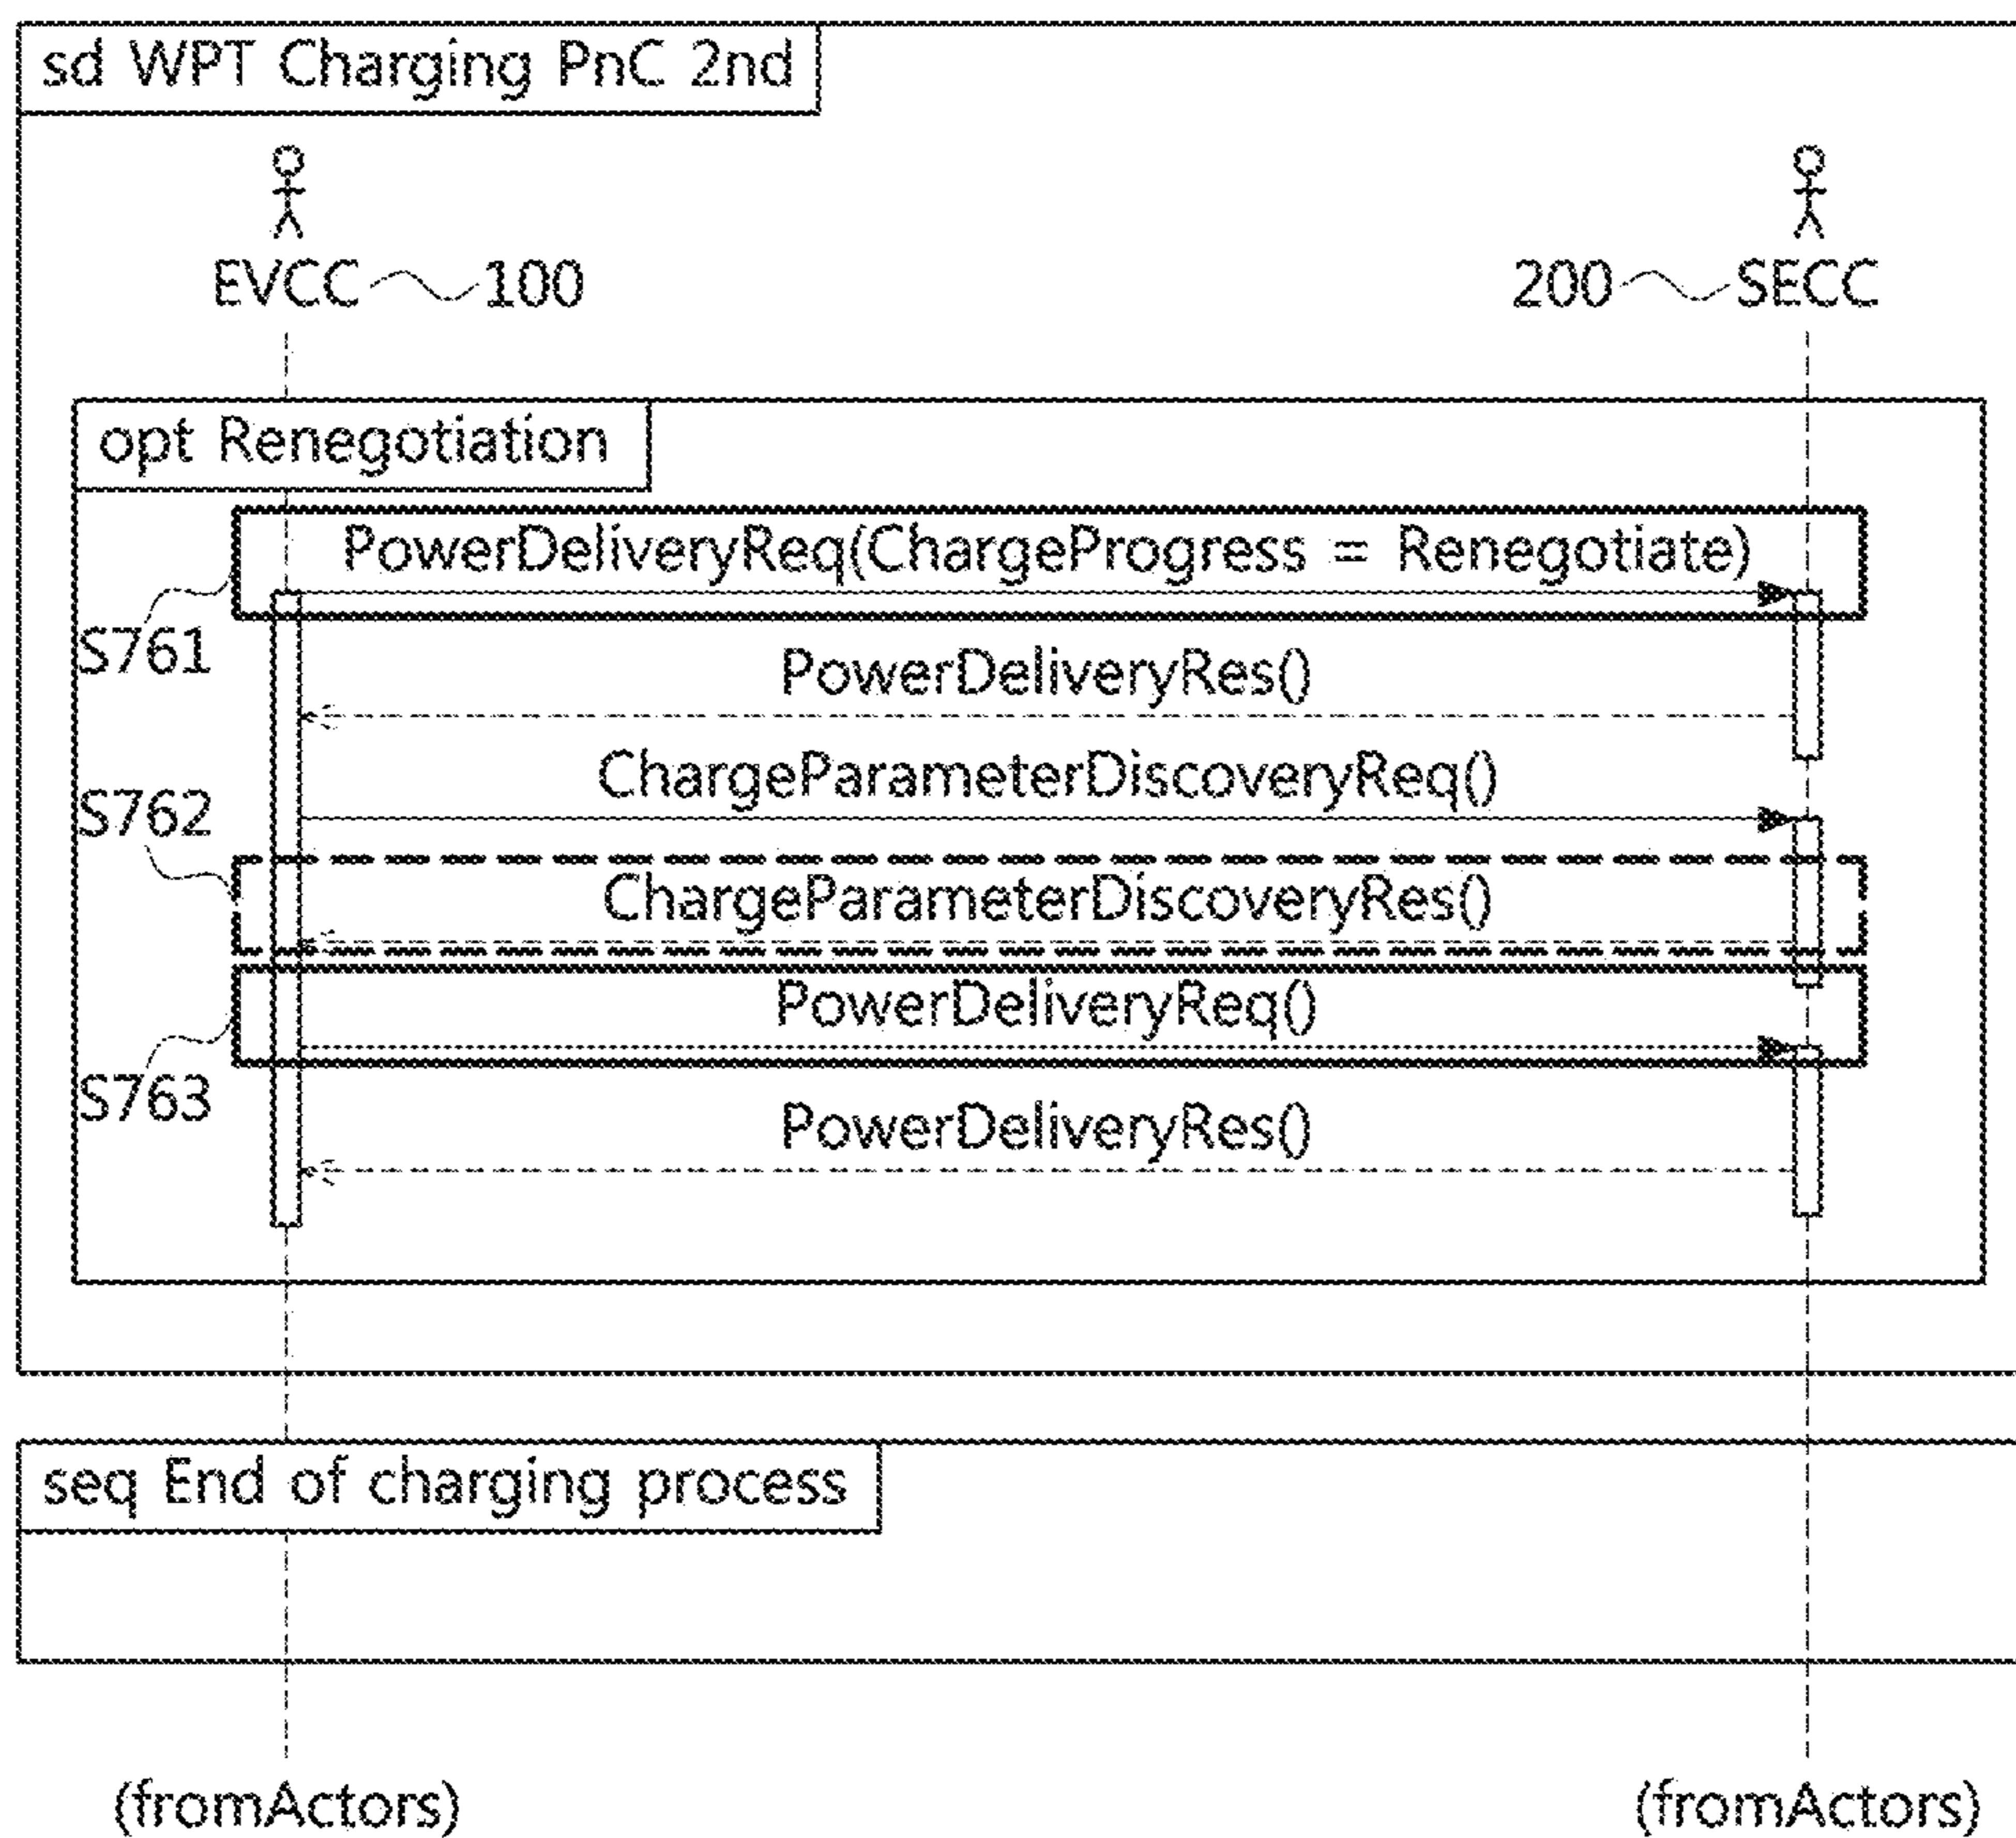 sd WPT Charging PnC 2nd
EVCC 100
200 SECC
opt Renegotiation
PowerDeliveryReq(ChargeProgress = Renegotiate)
S761
PowerDeliveryRes()
ChargeParameterDiscoveryReq()
S762
ChargeParameterDiscoveryRes()
PowerDeliveryReq()
S763
PowerDeliveryRes()
seq End of charging process
(fromActors)
(fromActors)